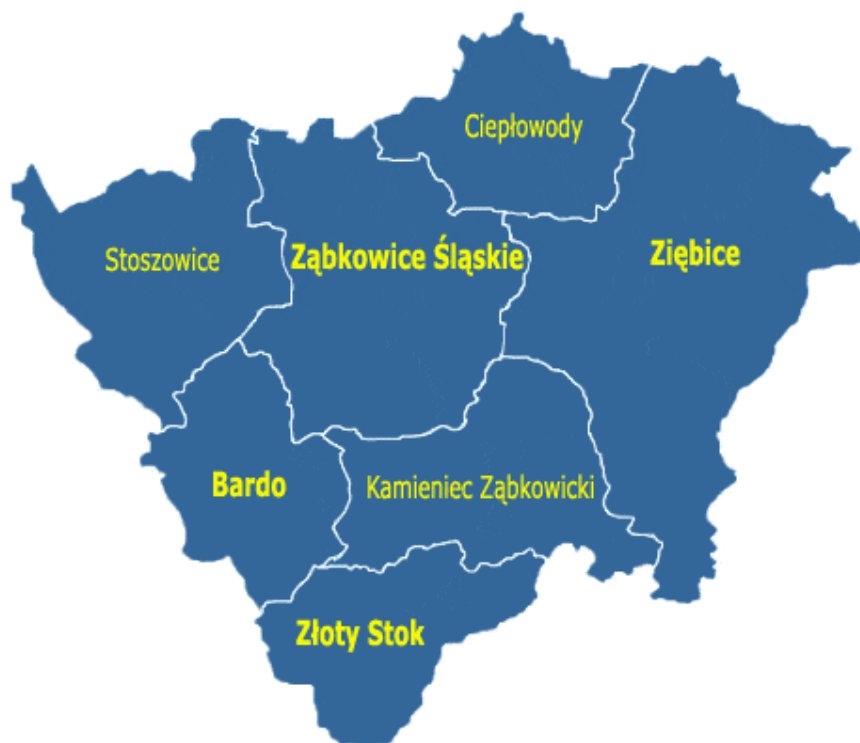 Ciepłowody
Stoszowice
Ząbkowice Śląskie
Ziębice
Bardo
Kamieniec Ząbkowicki
Złoty Stok